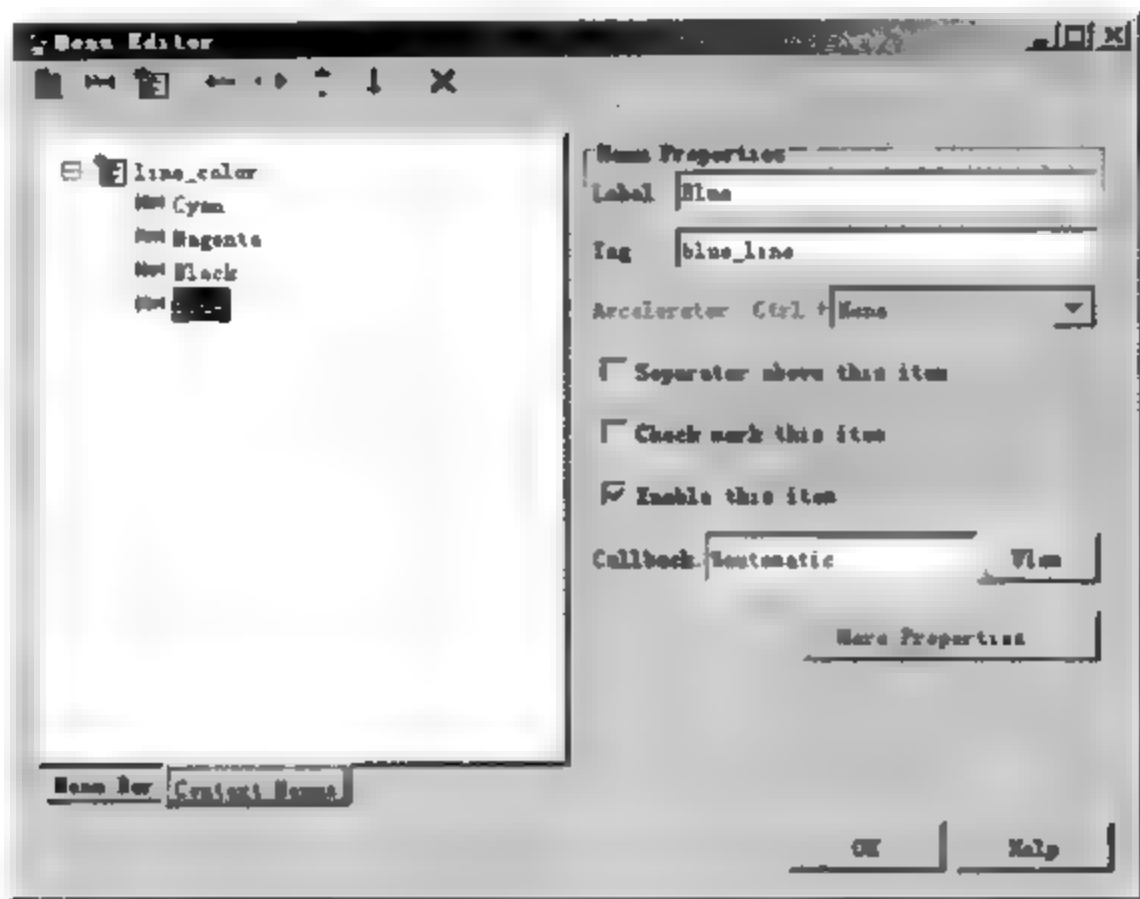 Menu Editor
line_color
Cyan
Magenta
Black
Menu Properties
Label Blue
Tag blue_line
Accelerator Ctrl + None
Separator above this item
Check mark this item
Enable this item
Callback %automatic View
More Properties
Menu Bar Context Menus
OK Help